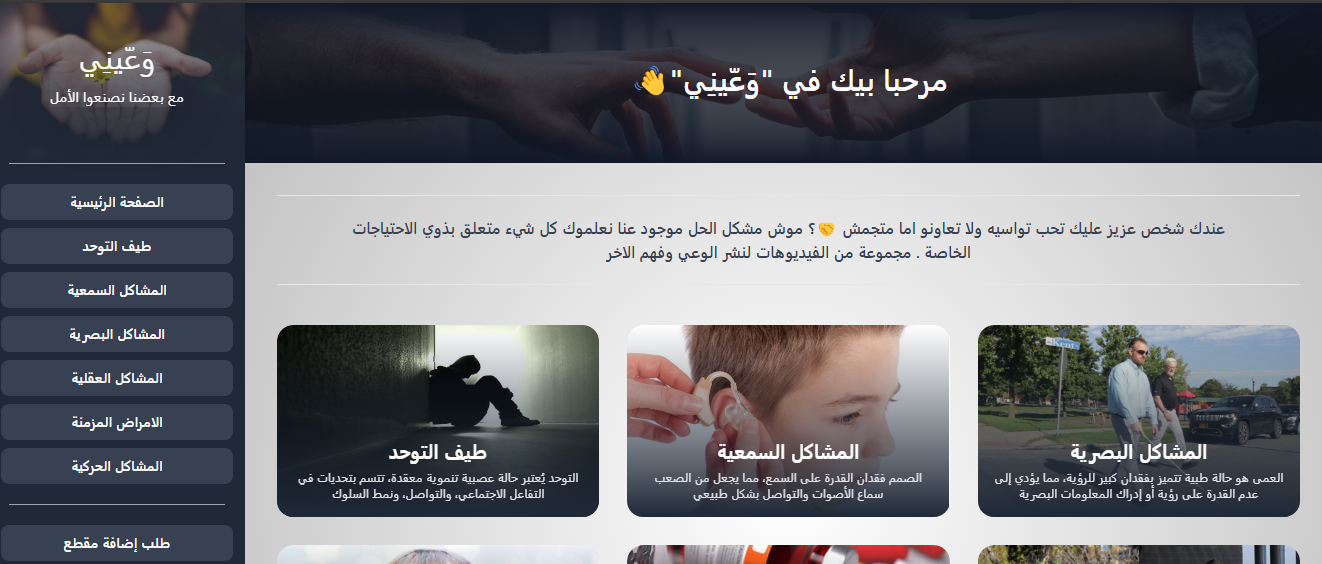 وَعّينِي
مع بعضنا نصنعوا الأمل
الصفحة الرئيسية
طيف التوحد
المشاكل السمعية
المشاكل البصرية
المشاكل العقلية
الامراض المزمنة
المشاكل الحركية
طلب إضافة مقطع
مرحبا بيك في "وَعّينِي"👋
عندك شخص عزيز عليك تحب تواسيه ولا تعاونو اما متجمش 🤝؟ موش مشكل الحل موجود عنا نعلموك كل شيء متعلق بذوي الاحتياجات
الخاصة . مجموعة من الفيديوهات لنشر الوعي وفهم الاخر
Kent
المشاكل البصرية
العمى هو حالة طبية تتميز بفقدان كبير للرؤية، مما يؤدي إلى
عدم القدرة على رؤية أو إدراك المعلومات البصرية
المشاكل السمعية
الصمم فقدان القدرة على السمع، مما يجعل من الصعب
سماع الأصوات والتواصل بشكل طبيعي
طيف التوحد
التوحد يُعتبر حالة عصبية تنموية معقدة، تتسم بتحديات في
التفاعل الاجتماعي، والتواصل، ونمط السلوك